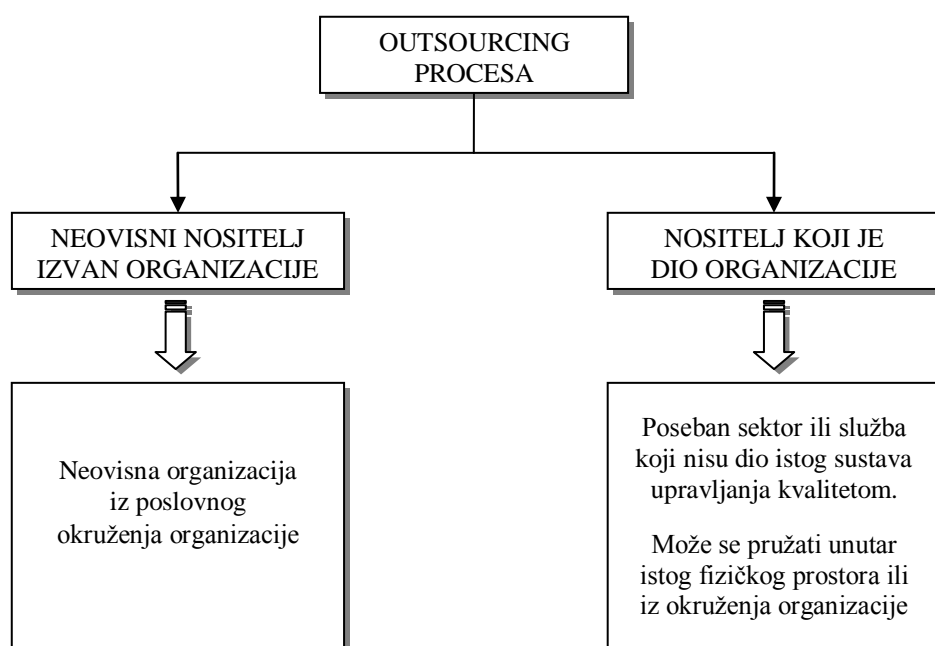 OUTSOURCING
PROCESA
NEOVISNI NOSITELJ
IZVAN ORGANIZACIJE
NOSITELJ KOJI JE
DIO ORGANIZACIJE
Neovisna organizacija
iz poslovnog
okruženja organizacije
Poseban sektor ili služba
koji nisu dio istog sustava
upravljanja kvalitetom.
Može se pružati unutar
istog fizičkog prostora ili
iz okruženja organizacije